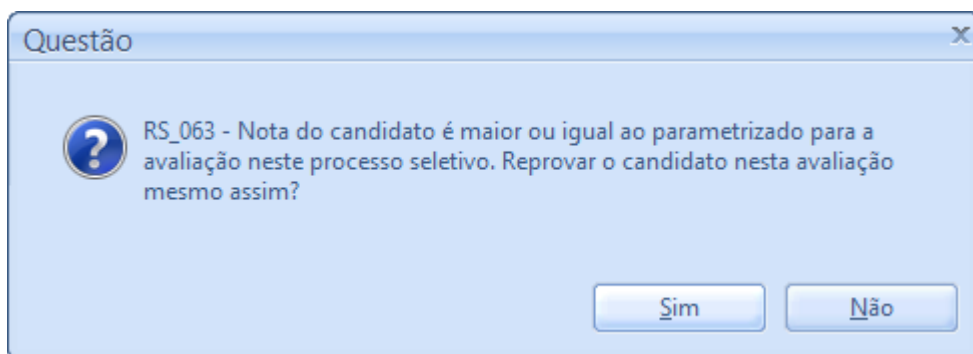 Questão
RS_063 - Nota do candidato é maior ou igual ao parametrizado para a
avaliação neste processo seletivo. Reprovar o candidato nesta avaliação
mesmo assim?
Sim
Não